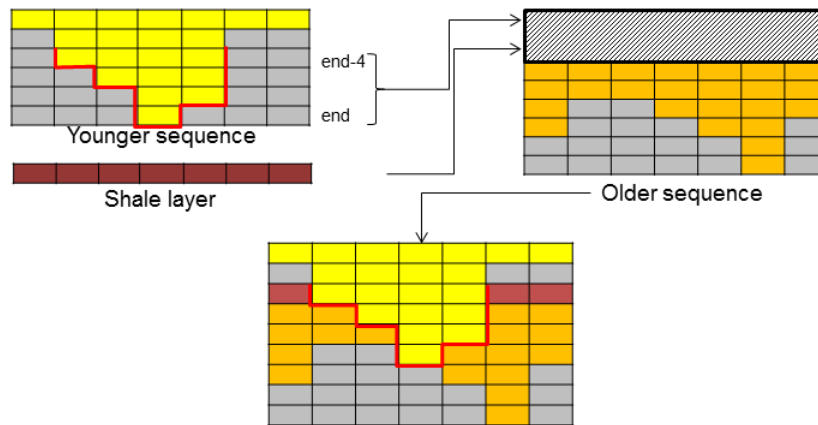 end-4
end
Younger sequence
Shale layer
Older sequence